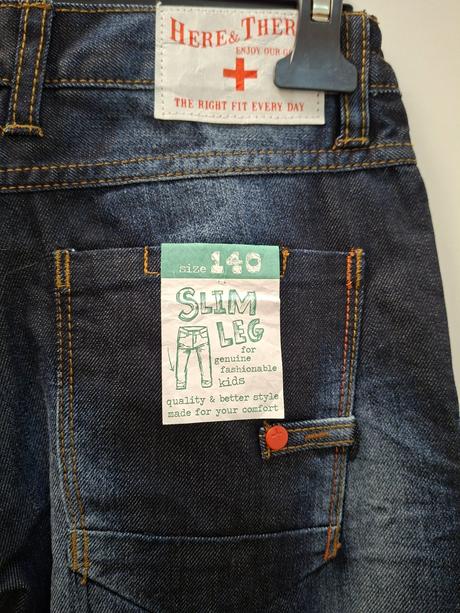 HERE & THER
ENJOY OUR
THE RIGHT FIT EVERY DAY
size 140
SLIM
LEG
for
genuine
fashionable
kids
quality & better style
made for your comfort